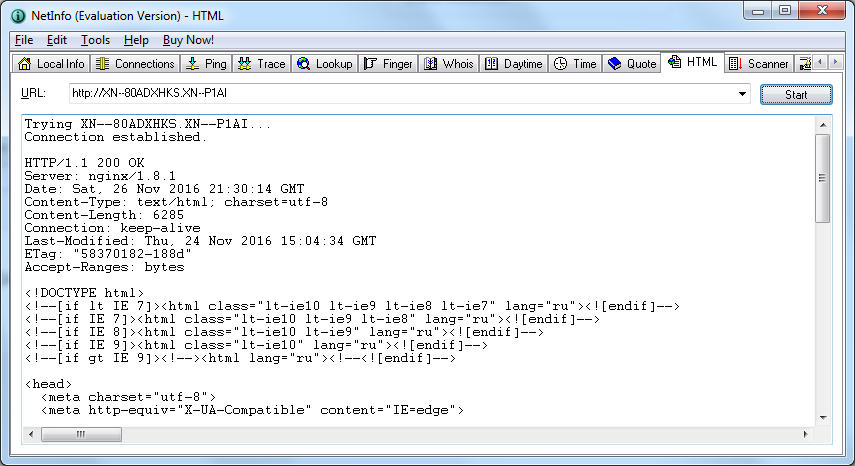 NetInfo (Evaluation Version) - HTML
File Edit Tools Help Buy Now!
Local Info Connections Ping Trace Lookup Finger Whois Daytime Time Quote HTML Scanner
URL: http://XN--80ADXHKS.XN--P1AI Start
Trying XN--80ADXHKS.XN--P1AI...
Connection established.
HTTP/1.1 200 OK
Server: nginx/1.8.1
Date: Sat, 26 Nov 2016 21:30:14 GMT
Content-Type: text/html; charset=utf-8
Content-Length: 6285
Connection: keep-alive
Last-Modified: Thu, 24 Nov 2016 15:04:34 GMT
ETag: "58370182-188d"
Accept-Ranges: bytes
<!DOCTYPE html>
<!--[if lt IE 7]><html class="lt-ie10 lt-ie9 lt-ie8 lt-ie7" lang="ru"><![endif]-->
<!--[if IE 7]><html class="lt-ie10 lt-ie9 lt-ie8" lang="ru"><![endif]-->
<!--[if IE 8]><html class="lt-ie10 lt-ie9" lang="ru"><![endif]-->
<!--[if IE 9]><html class="lt-ie10" lang="ru"><![endif]-->
<!--[if gt IE 9]><!--><html lang="ru"><!--<![endif]-->
<head>
<meta charset="utf-8">
<meta http-equiv="X-UA-Compatible" content="IE=edge">